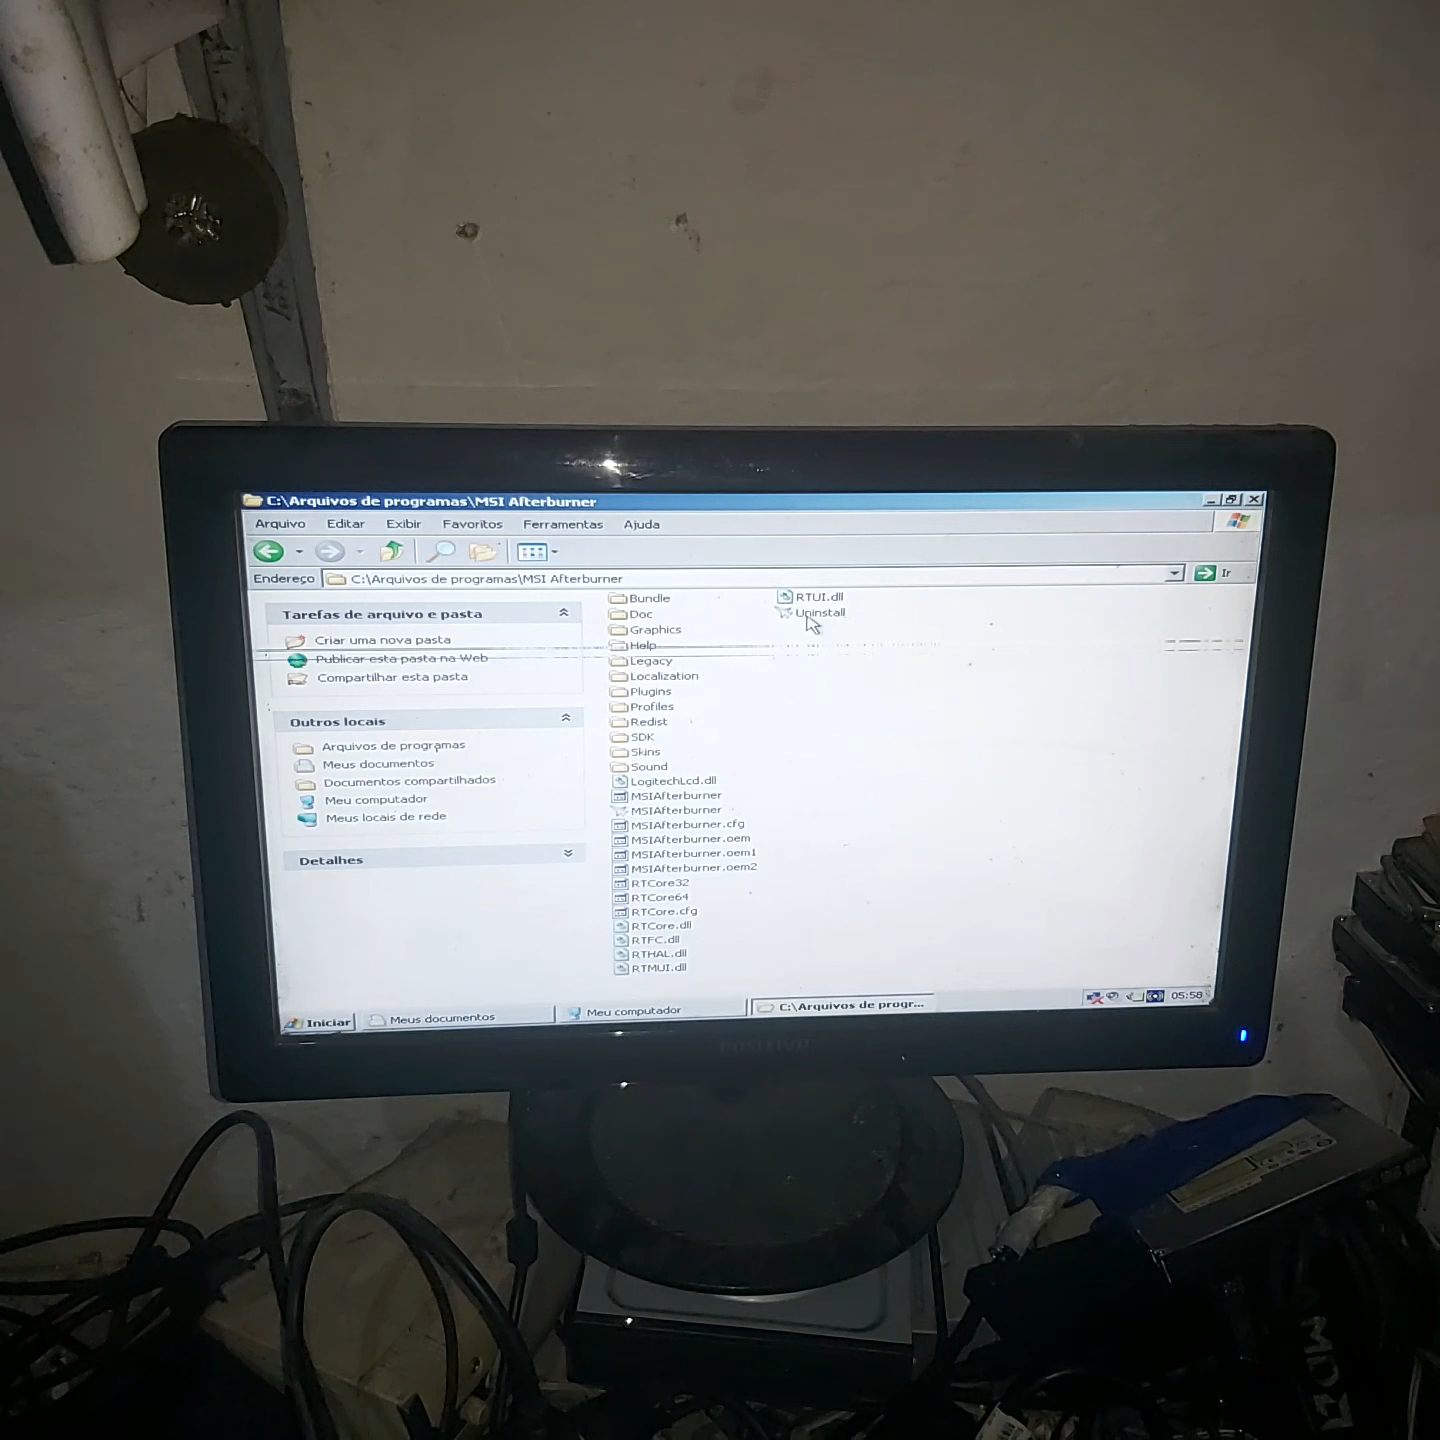 C:\Arquivos de programas\MSI Afterburner
Arquivo Editar Exibir Favoritos Ferramentas Ajuda
Endereço C:\Arquivos de programas\MSI Afterburner Ir
Tarefas de arquivo e pasta
Criar uma nova pasta
Publicar esta pasta na Web
Compartilhar esta pasta
Outros locais
Arquivos de programas
Meus documentos
Documentos compartilhados
Meu computador
Meus locais de rede
Detalhes
Bundle
Doc
Graphics
Help
Legacy
Localization
Plugins
Profiles
Redist
SDK
Skins
Sound
LogitechLcd.dll
MSIAfterburner
MSIAfterburner
MSIAfterburner.cfg
MSIAfterburner.oem
MSIAfterburner.oem1
MSIAfterburner.oem2
RTCore32
RTCore64
RTCore.cfg
RTCore.dll
RTFC.dll
RTHAL.dll
RTMUI.dll
RTUI.dll
Uninstall
Iniciar Meus documentos Meu computador C:\Arquivos de progr... 05:58
POSITIVO
AMD